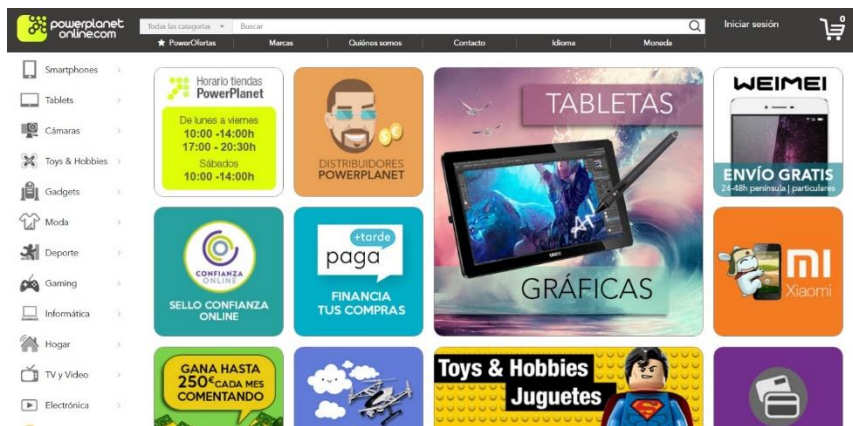 powerplanet
online.com
Todas las categorías
Buscar
Iniciar sesión
0
PowerOfertas
Marcas
Quiénes somos
Contacto
Idioma
Moneda
Smartphones
Tablets
Cámaras
Toys & Hobbies
Gadgets
Moda
Deporte
Gaming
Informática
Hogar
TV y Video
Electrónica
Horario tiendas
PowerPlanet
De lunes a viernes
10:00 -14:00h
17:00 - 20:30h
Sábados
10:00 -14:00h
DISTRIBUIDORES
POWERPLANET
TABLETAS
GRÁFICAS
WEIMEI
ENVÍO GRATIS
24-48h península | particulares
CONFIANZA
ONLINE
SELLO CONFIANZA
ONLINE
+tarde
paga
FINANCIA
TUS COMPRAS
mi
Xiaomi
GANA HASTA
250€ CADA MES
COMENTANDO
Toys & Hobbies
Juguetes